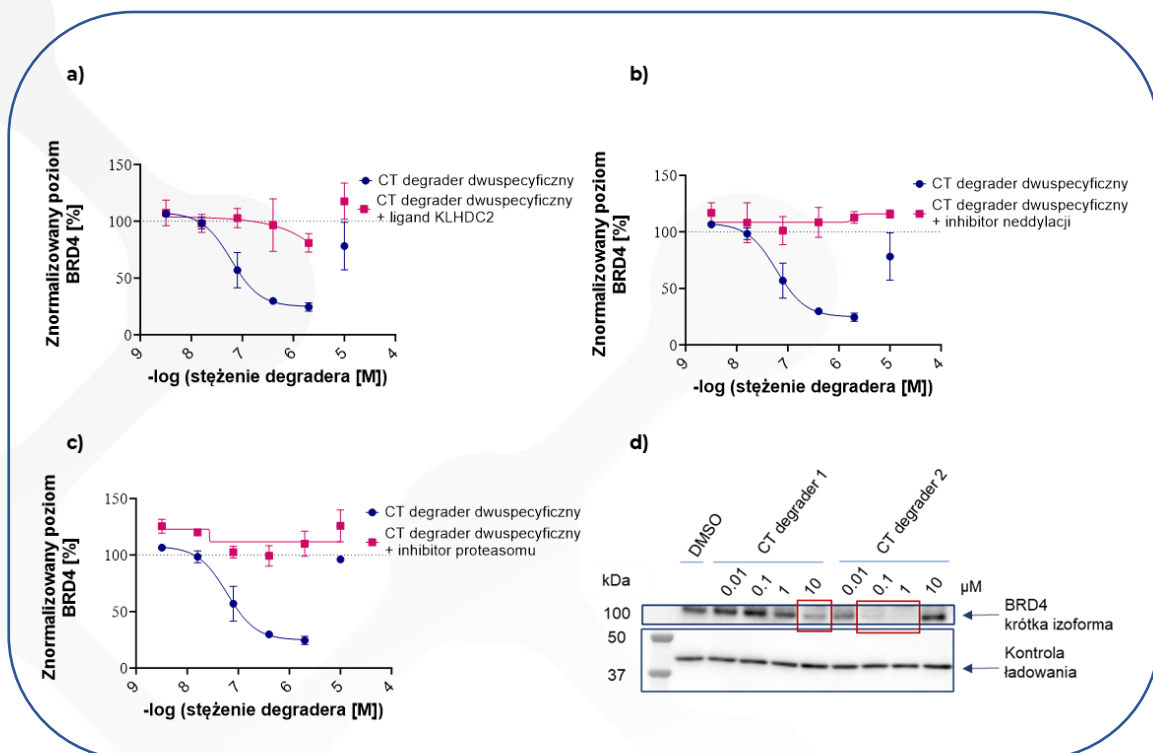 a)
Znormalizowany poziom
BRD4 [%]
150
100
50
0
9
8
7
6
5
4
-log (stężenie degradera [M])
CT degrader dwuspecyficzny
CT degrader dwuspecyficzny
+ ligand KLHDC2
b)
Znormalizowany poziom
BRD4 [%]
150
100
50
0
9
8
7
6
5
4
-log (stężenie degradera [M])
CT degrader dwuspecyficzny
CT degrader dwuspecyficzny
+ inhibitor neddylacji
c)
Znormalizowany poziom
BRD4 [%]
150
100
50
0
9
8
7
6
5
4
-log (stężenie degradera [M])
CT degrader dwuspecyficzny
CT degrader dwuspecyficzny
+ inhibitor proteasomu
d)
DMSO
CT degrader 1
CT degrader 2
kDa
0.01
0.1
1
10
0.01
0.1
1
10
µM
100
50
37
BRD4
krótka izoforma
Kontrola
ładowania